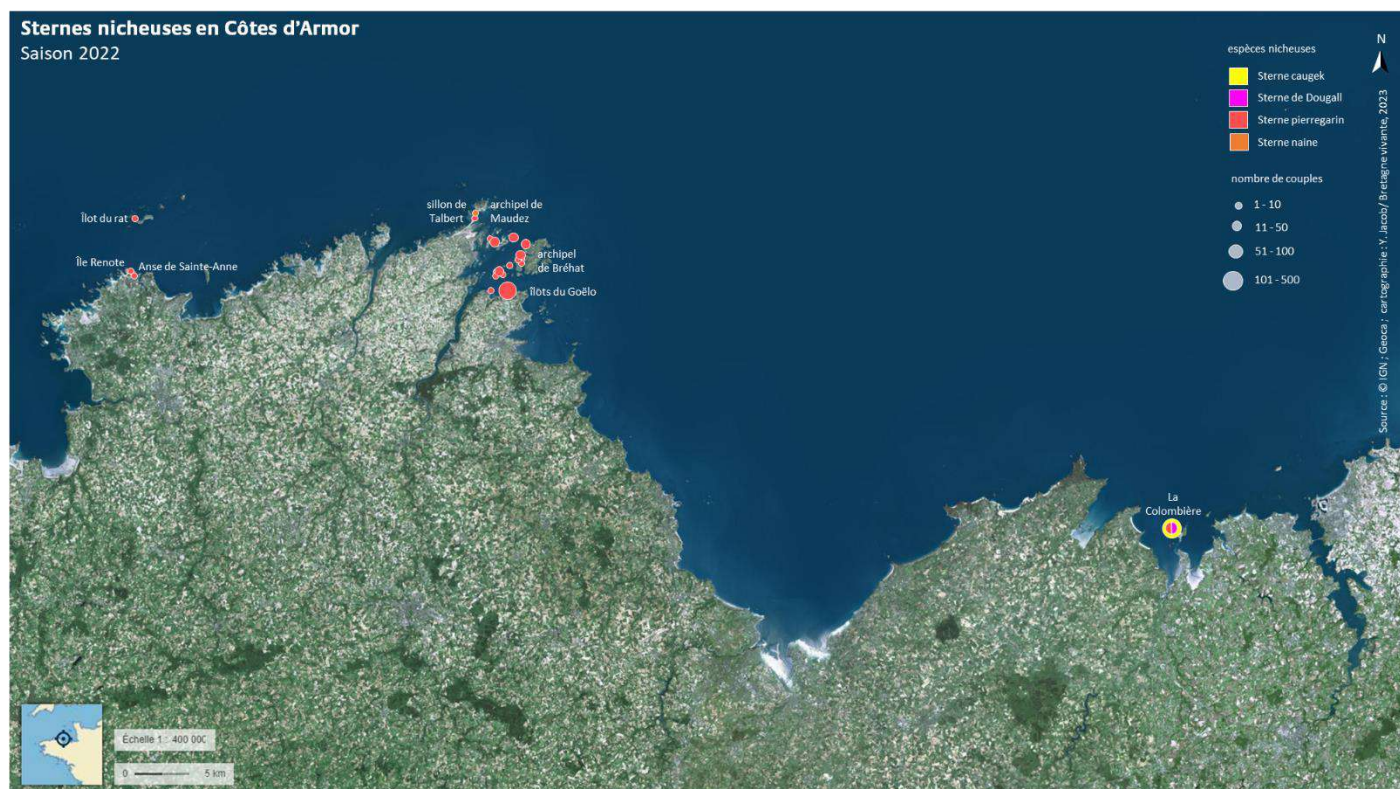 Sternes nicheuses en Côtes d'Armor
Saison 2022
espèces nicheuses
Sterne caugek
Sterne de Dougall
Sterne pierregarin
Sterne naine
nombre de couples
1 - 10
11 - 50
51 - 100
101 - 500
N
Source : © IGN ; Geoca ; cartographie : Y. Jacob/ Bretagne vivante, 2023
Îlot du rat
Île Renote
Anse de Sainte-Anne
sillon de
Talbert
archipel de
Maudez
archipel
de Bréhat
îlots du Goëlo
La
Colombière
Échelle 1 : 400 000
0
5 km